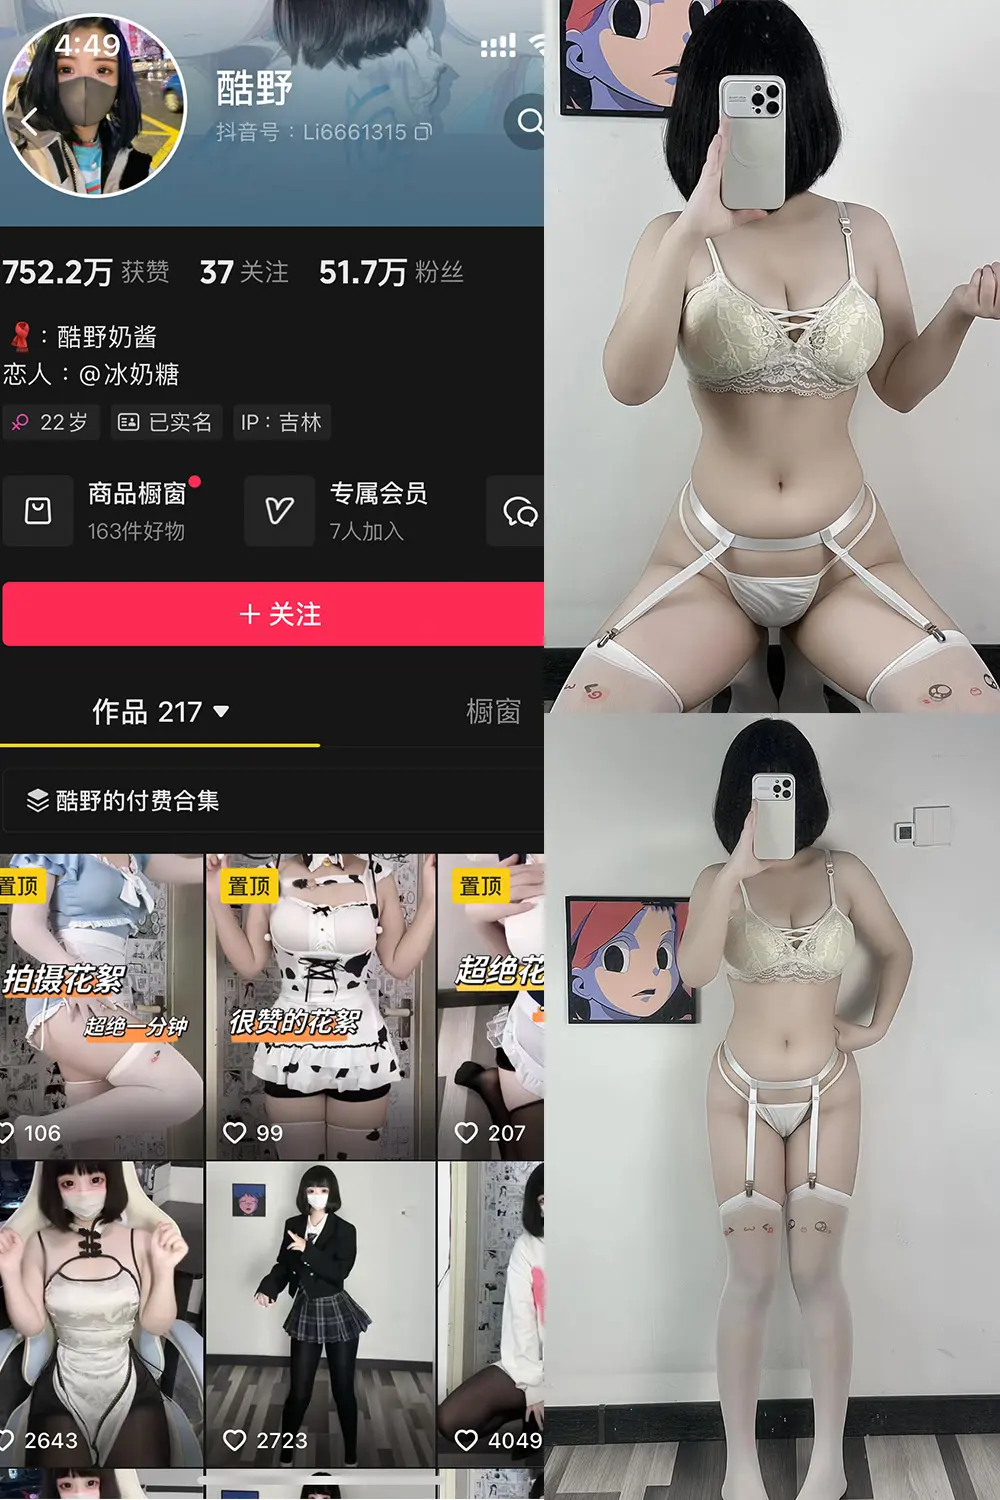 4:49
酷野
抖音号：Li6661315
752.2万 获赞 37 关注 51.7万 粉丝
：酷野奶酱
恋人：@冰奶糖
22岁 已实名 IP：吉林
商品橱窗 专属会员
163件好物 7人加入
+ 关注
作品 217 橱窗
酷野的付费合集
置顶 置顶 置顶
拍摄花絮
超绝一分钟
很赞的花絮
超绝花
106 99 207
2643 2723 4049